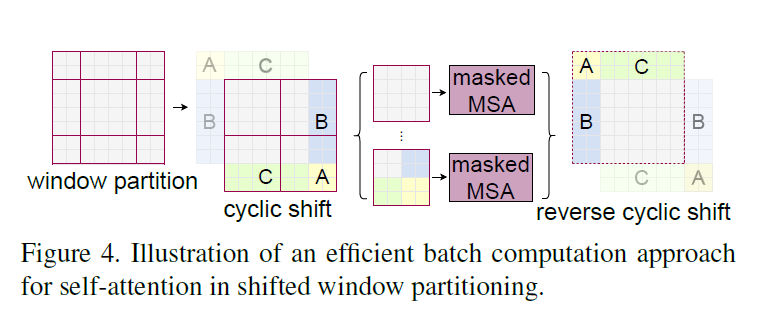 A C
B
B
C A
window partition
cyclic shift
masked
MSA
⋮
masked
MSA
A C
B B
C A
reverse cyclic shift
Figure 4. Illustration of an efficient batch computation approach
for self-attention in shifted window partitioning.